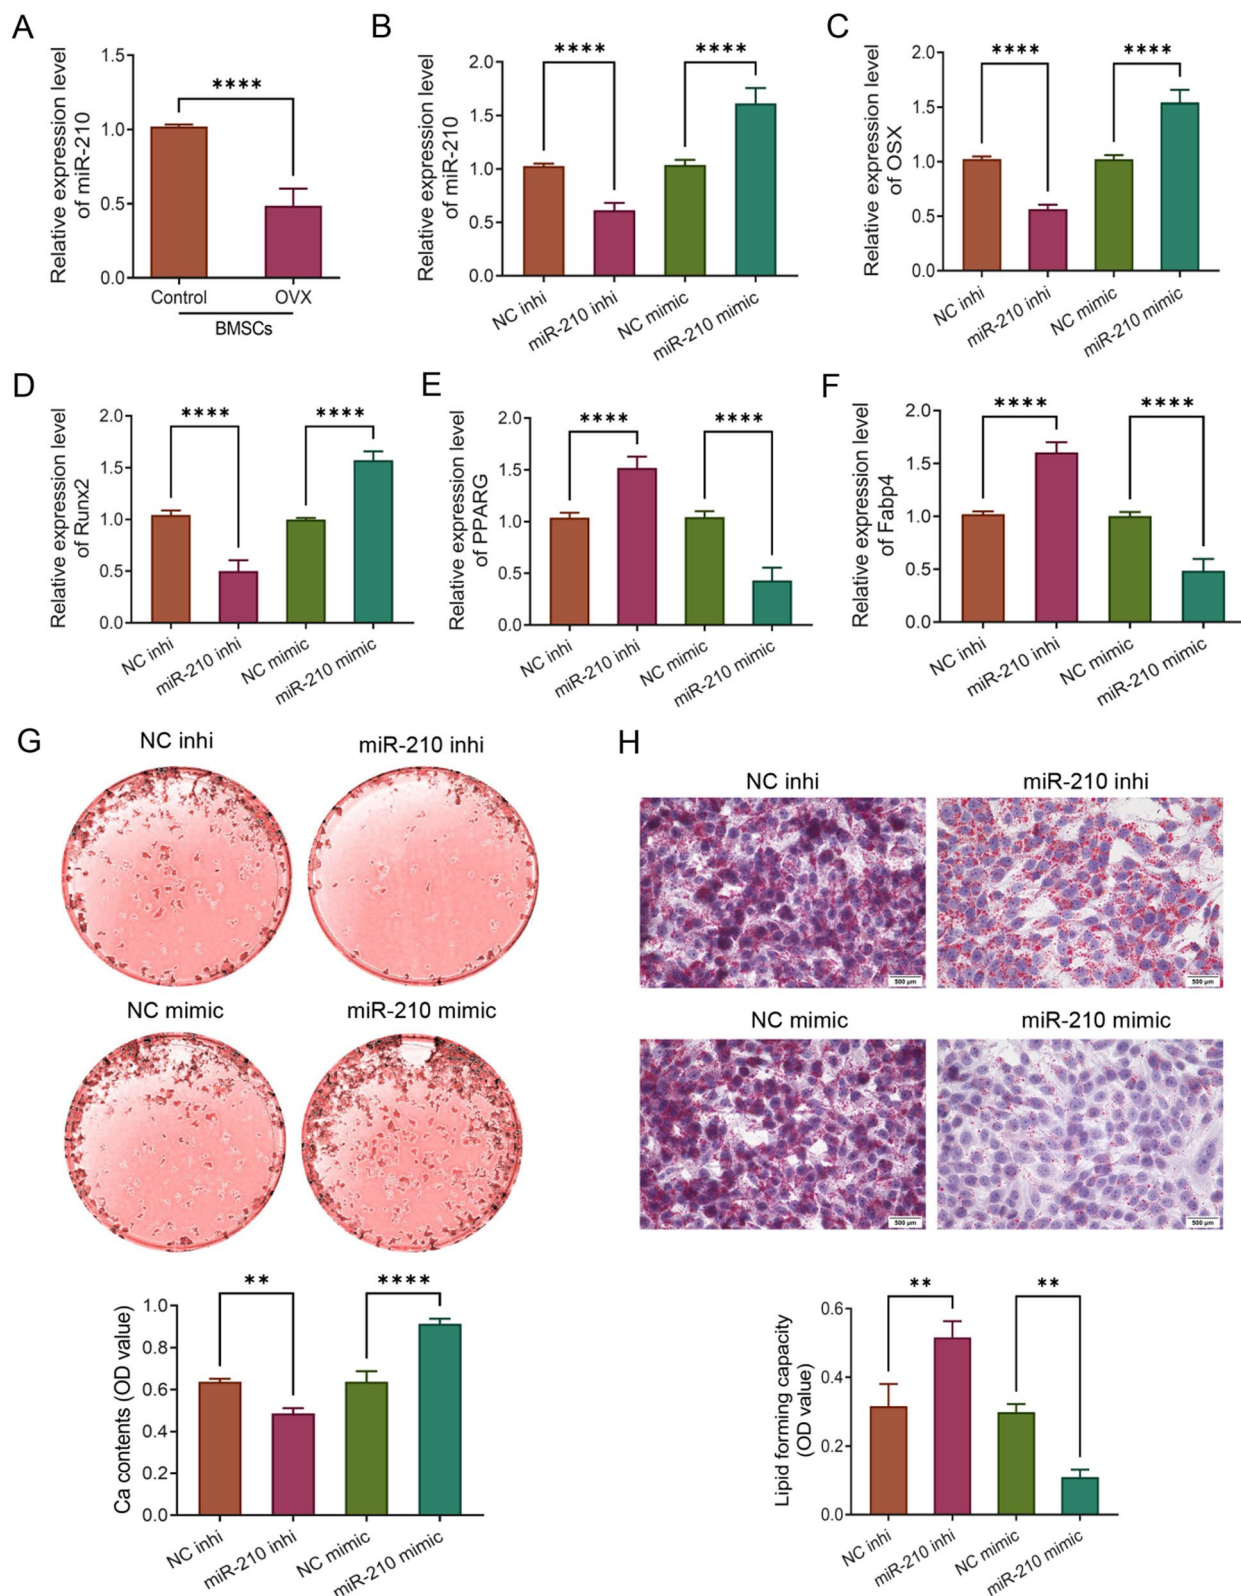 A
Relative expression level
of miR-210
1.5
1.0
0.5
0.0
****
Control
OVX
BMSCs
B
Relative expression level
of miR-210
2.0
1.5
1.0
0.5
0.0
****
****
NC inhi
miR-210 inhi
NC mimic
miR-210 mimic
C
Relative expression level
of OSX
2.0
1.5
1.0
0.5
0.0
****
****
NC inhi
miR-210 inhi
NC mimic
miR-210 mimic
D
Relative expression level
of Runx2
2.0
1.5
1.0
0.5
0.0
****
****
NC inhi
miR-210 inhi
NC mimic
miR-210 mimic
E
Relative expression level
of PPARG
2.0
1.5
1.0
0.5
0.0
****
****
NC inhi
miR-210 inhi
NC mimic
miR-210 mimic
F
Relative expression level
of Fabp4
2.0
1.5
1.0
0.5
0.0
****
****
NC inhi
miR-210 inhi
NC mimic
miR-210 mimic
G
NC inhi
miR-210 inhi
NC mimic
miR-210 mimic
Ca contents (OD value)
1.0
0.8
0.6
0.4
0.2
0.0
**
****
NC inhi
miR-210 inhi
NC mimic
miR-210 mimic
H
NC inhi
miR-210 inhi
500 μm
500 μm
NC mimic
miR-210 mimic
500 μm
500 μm
Lipid forming capacity
(OD value)
0.6
0.4
0.2
0.0
**
**
NC inhi
miR-210 inhi
NC mimic
miR-210 mimic